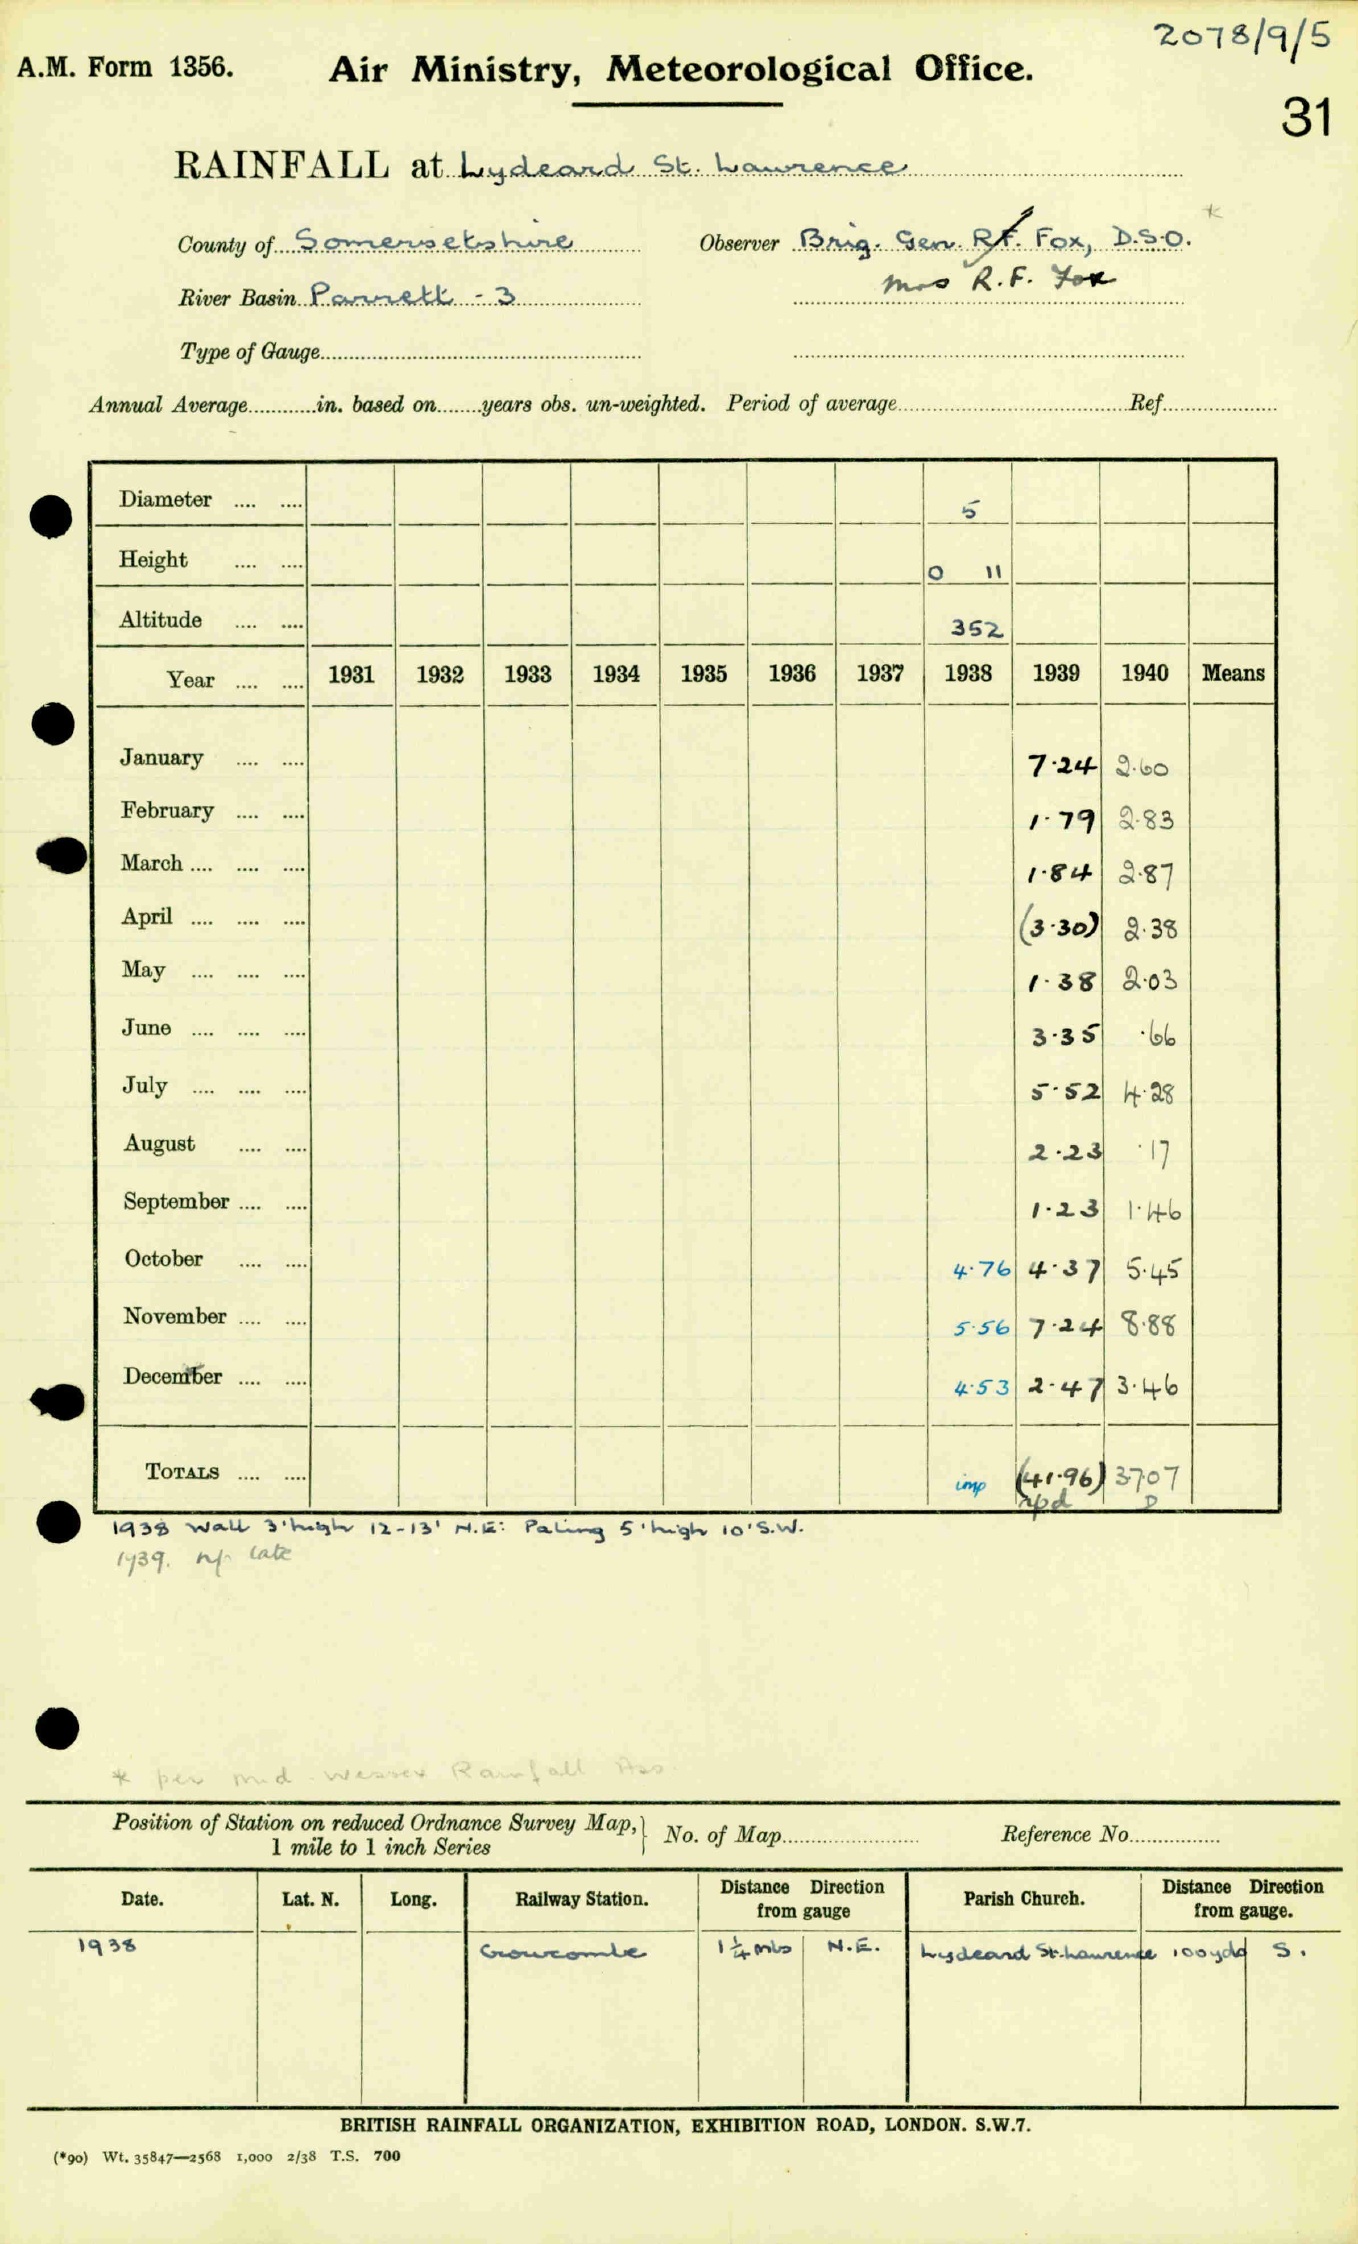 2078/9/5
A.M. Form 1356. Air Ministry, Meteorological Office.
31
RAINFALL at Lydeard St. Lawrence
County of Somersetshire Observer Brig. Gen. R.F. Fox, D.S.O. *
River Basin Parrett - 3 Mrs R.F. Fox
Type of Gauge
Annual Average in. based on years obs. un-weighted. Period of average Ref.
Diameter 5
Height 0 11
Altitude 352
Year 1931 1932 1933 1934 1935 1936 1937 1938 1939 1940 Means
January 7.24 2.60
February 1.79 2.83
March 1.84 2.87
April (3.30) 2.38
May 1.38 2.03
June 3.35 .66
July 5.52 4.28
August 2.23 .17
September 1.23 1.46
October 4.76 4.37 5.45
November 5.56 7.24 8.88
December 4.53 2.47 3.46
TOTALS imp (41.96) 37.07
npd D
1938 Wall 3' high 12-13' N.E: Paling 5' high 10' S.W.
1939. late
* per Mid-Wessex Rainfall Ass.
Position of Station on reduced Ordnance Survey Map, 1 mile to 1 inch Series } No. of Map Reference No.
Date. Lat. N. Long. Railway Station. Distance Direction from gauge Parish Church. Distance Direction from gauge.
1938 Crowcombe 1¼ mls N.E. Lydeard St. Lawrence 100 yds S.
BRITISH RAINFALL ORGANIZATION, EXHIBITION ROAD, LONDON. S.W.7.
(*90) Wt. 35847—2568 1,000 2/38 T.S. 700